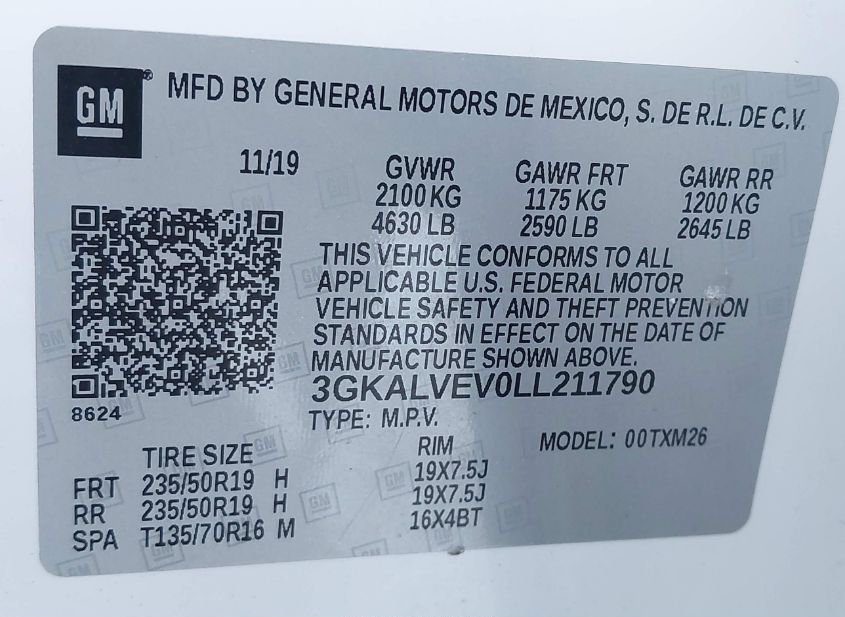 GM® MFD BY GENERAL MOTORS DE MEXICO, S. DE R.L. DE C.V.
11/19 GVWR GAWR FRT GAWR RR
2100 KG 1175 KG 1200 KG
4630 LB 2590 LB 2645 LB
THIS VEHICLE CONFORMS TO ALL
APPLICABLE U.S. FEDERAL MOTOR
VEHICLE SAFETY AND THEFT PREVENTION
STANDARDS IN EFFECT ON THE DATE OF
MANUFACTURE SHOWN ABOVE.
3GKALVEV0LL211790
8624
TYPE: M.P.V.
MODEL: 00TXM26
TIRE SIZE RIM
FRT 235/50R19 H 19X7.5J
RR 235/50R19 H 19X7.5J
SPA T135/70R16 M 16X4BT